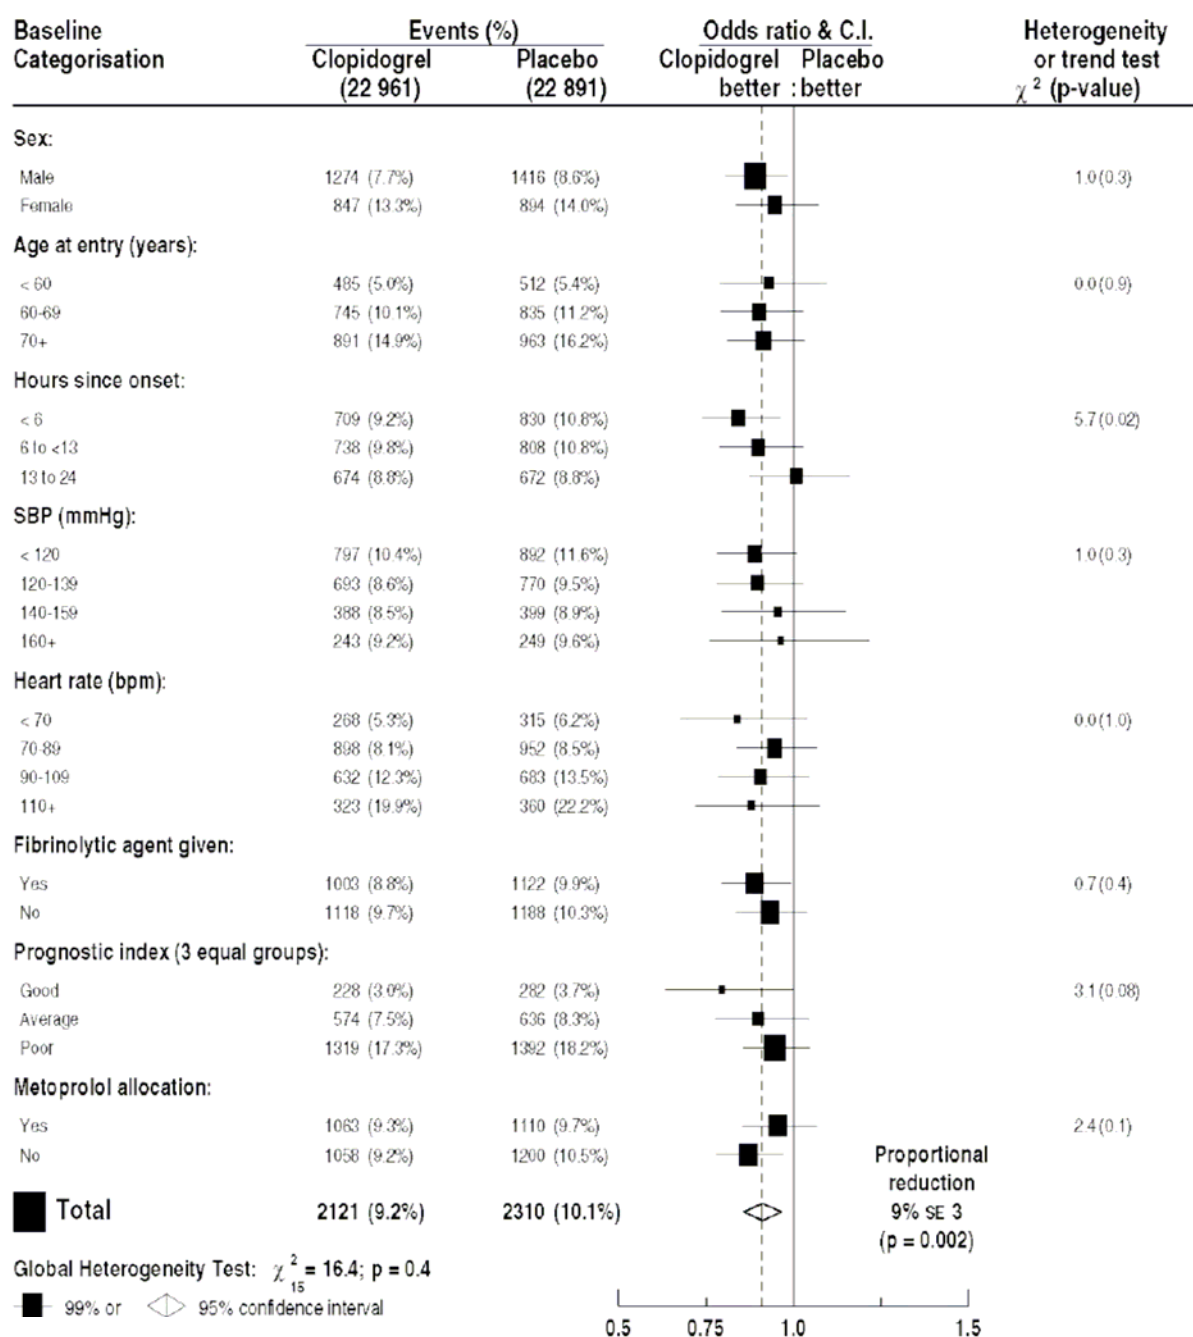 Baseline Events (%) Odds ratio & C.I. Heterogeneity
Categorisation Clopidogrel Placebo Clopidogrel Placebo or trend test
(22 961) (22 891) better : better χ 2 (p-value)
Sex:
Male 1274 (7.7%) 1416 (8.6%) 1.0(0.3)
Female 847 (13.3%) 894 (14.0%)
Age at entry (years):
< 60 485 (5.0%) 512 (5.4%) 0.0(0.9)
60-69 745 (10.1%) 835 (11.2%)
70+ 891 (14.9%) 963 (16.2%)
Hours since onset:
< 6 709 (9.2%) 830 (10.8%) 5.7(0.02)
6 to <13 738 (9.8%) 808 (10.8%)
13 to 24 674 (8.8%) 672 (8.8%)
SBP (mmHg):
< 120 797 (10.4%) 892 (11.6%) 1.0(0.3)
120-139 693 (8.6%) 770 (9.5%)
140-159 388 (8.5%) 399 (8.9%)
160+ 243 (9.2%) 249 (9.6%)
Heart rate (bpm):
< 70 268 (5.3%) 315 (6.2%) 0.0(1.0)
70-89 898 (8.1%) 952 (8.5%)
90-109 632 (12.3%) 683 (13.5%)
110+ 323 (19.9%) 360 (22.2%)
Fibrinolytic agent given:
Yes 1003 (8.8%) 1122 (9.9%) 0.7(0.4)
No 1118 (9.7%) 1188 (10.3%)
Prognostic index (3 equal groups):
Good 228 (3.0%) 282 (3.7%) 3.1(0.08)
Average 574 (7.5%) 636 (8.3%)
Poor 1319 (17.3%) 1392 (18.2%)
Metoprolol allocation:
Yes 1063 (9.3%) 1110 (9.7%) 2.4(0.1)
No 1058 (9.2%) 1200 (10.5%) Proportional
reduction
Total 2121 (9.2%) 2310 (10.1%) 9% SE 3
(p = 0.002)
Global Heterogeneity Test: χ 2 15 = 16.4; p = 0.4
99% or 95% confidence interval
0.5 0.75 1.0 1.5